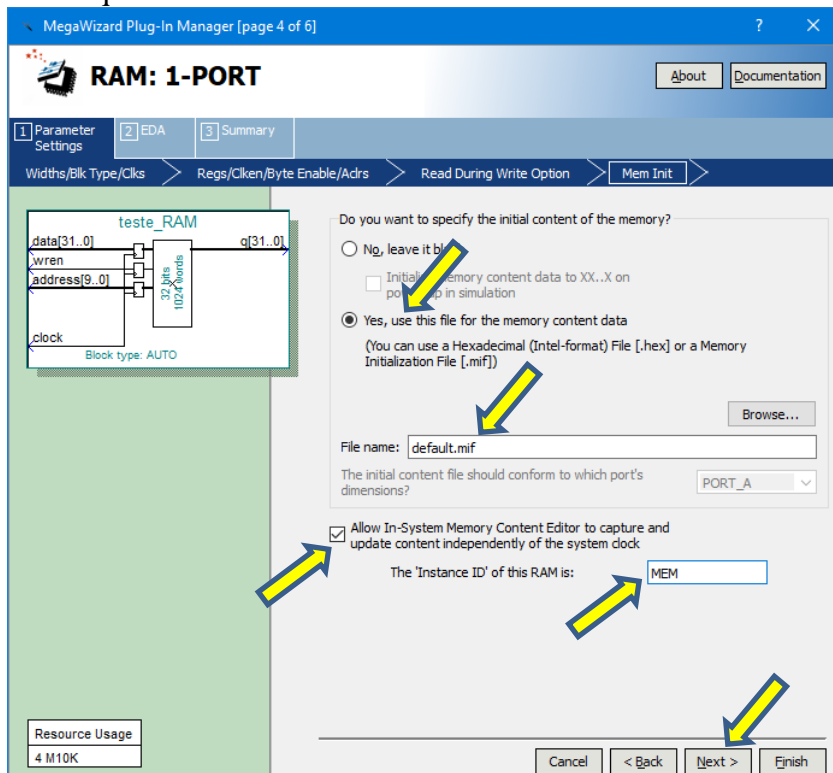 MegaWizard Plug-In Manager [page 4 of 6]
RAM: 1-PORT
About
Documentation
1 Parameter Settings
2 EDA
3 Summary
Widths/Blk Type/Clks
Regs/Clken/Byte Enable/Adrs
Read During Write Option
Mem Init
teste_RAM
data[31..0]
q[31..0]
wren
address[9..0]
32 bits
1024 words
clock
Block type: AUTO
Do you want to specify the initial content of the memory?
No, leave it
memory content data to XX..X on
in simulation
Yes, use this file for the memory content data
(You can use a Hexadecimal (Intel-format) File [.hex] or a Memory
Initialization File [.mif])
Browse...
File name: default.mif
The initial content file should conform to which port's
dimensions?
PORT_A
Allow In-System Memory Content Editor to capture and
update content independently of the system clock
The 'Instance ID' of this RAM is: MEM
Resource Usage
4 M10K
Cancel
< Back
Next >
Finish